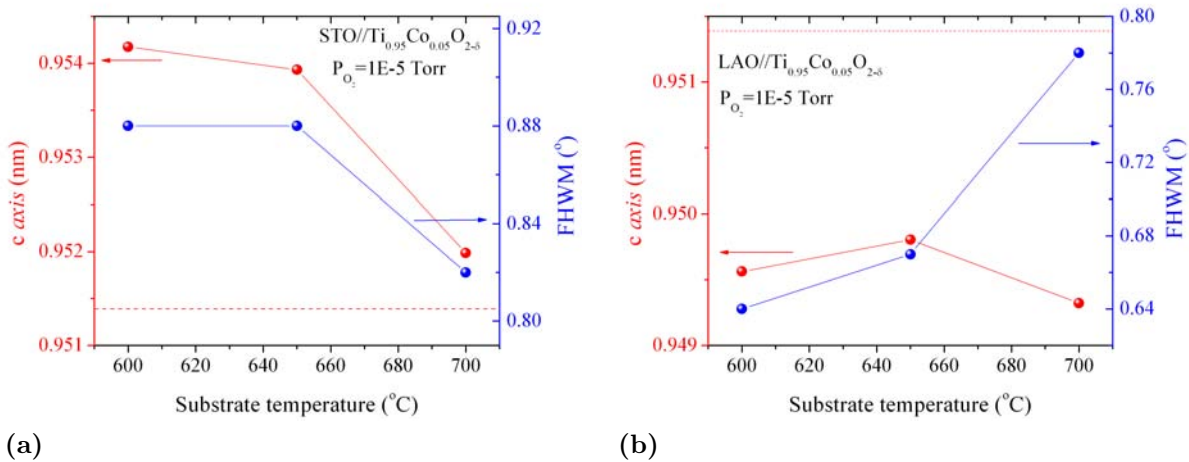 STO//Ti0.95Co0.05O2-δ
PO2=1E-5 Torr
0.954
0.953
0.952
0.951
c axis (nm)
0.92
0.88
0.84
0.80
FHWM (°)
600 620 640 660 680 700
Substrate temperature (°C)
(a)
LAO//Ti0.95Co0.05O2-δ
PO2=1E-5 Torr
0.951
0.950
0.949
c axis (nm)
0.80
0.76
0.72
0.68
0.64
FHWM (°)
600 620 640 660 680 700
Substrate temperature (°C)
(b)